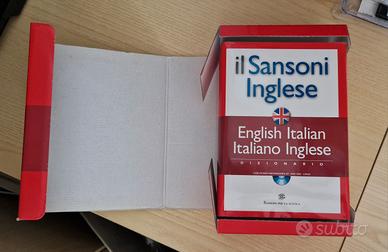 il Sansoni
Inglese
English Italian
Italiano Inglese
DIZIONARIO
subito